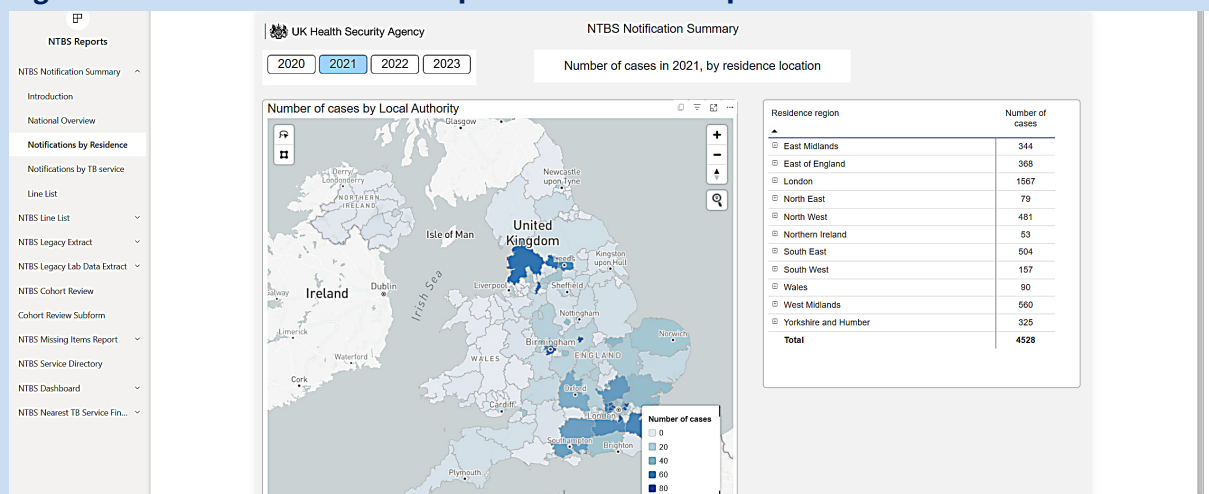 NTBS Reports
NTBS Notification Summary
Introduction
National Overview
Notifications by Residence
Notifications by TB service
Line List
NTBS Line List
NTBS Legacy Extract
NTBS Legacy Lab Data Extract
NTBS Cohort Review
Cohort Review Subform
NTBS Missing Items Report
NTBS Service Directory
NTBS Dashboard
NTBS Nearest TB Service Fin...
UK Health Security Agency
NTBS Notification Summary
2020 2021 2022 2023
Number of cases in 2021, by residence location
Number of cases by Local Authority
Glasgow
Derry/
Londonderry
NORTHERN
IRELAND
Newcastle
upon Tyne
Isle of Man
United
Kingdom
Leeds
Kingston
upon Hull
Ireland
Dublin
Irish Sea
Liverpool
Sheffield
Limerick
Nottingham
Norwich
Waterford
Birmingham
WALES
ENGLAND
Cork
Oxford
Cardiff
London
Southampton
Brighton
Plymouth
Number of cases
0
20
40
60
80
Residence region Number of cases
East Midlands 344
East of England 368
London 1567
North East 79
North West 481
Northern Ireland 53
South East 504
South West 157
Wales 90
West Midlands 560
Yorkshire and Humber 325
Total 4528